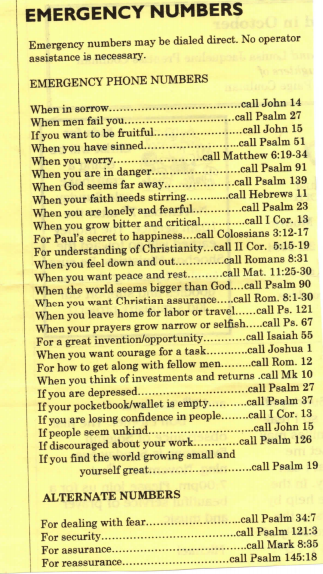 EMERGENCY NUMBERS
Emergency numbers may be dialed direct. No operator
assistance is necessary.
EMERGENCY PHONE NUMBERS
When in sorrow..............................call John 14
When men fail you.........................call Psalm 27
If you want to be fruitful..................call John 15
When you have sinned....................call Psalm 51
When you worry....................call Matthew 6:19-34
When you are in danger..................call Psalm 91
When God seems far away..............call Psalm 139
When your faith needs stirring...........call Hebrews 11
When you are lonely and fearful.........call Psalm 23
When you grow bitter and critical..........call I Cor. 13
For Paul's secret to happiness....call Colossians 3:12-17
For understanding of Christianity...call II Cor. 5:15-19
When you feel down and out...........call Romans 8:31
When you want peace and rest......call Mat. 11:25-30
When the world seems bigger than God..call Psalm 90
When you want Christian assurance.....call Rom. 8:1-30
When you leave home for labor or travel......call Ps. 121
When your prayers grow narrow or selfish.....call Ps. 67
For a great invention/opportunity.........call Isaiah 55
When you want courage for a task........call Joshua 1
For how to get along with fellow men.......call Rom. 12
When you think of investments and returns .call Mk 10
If you are depressed.......................call Psalm 27
If your pocketbook/wallet is empty.........call Psalm 37
If you are losing confidence in people......call I Cor. 13
If people seem unkind......................call John 15
If discouraged about your work.........call Psalm 126
If you find the world growing small and
yourself great.........................call Psalm 19
ALTERNATE NUMBERS
For dealing with fear.......................call Psalm 34:7
For security.................................call Psalm 121:3
For assurance................................call Mark 8:35
For reassurance...........................call Psalm 145:18